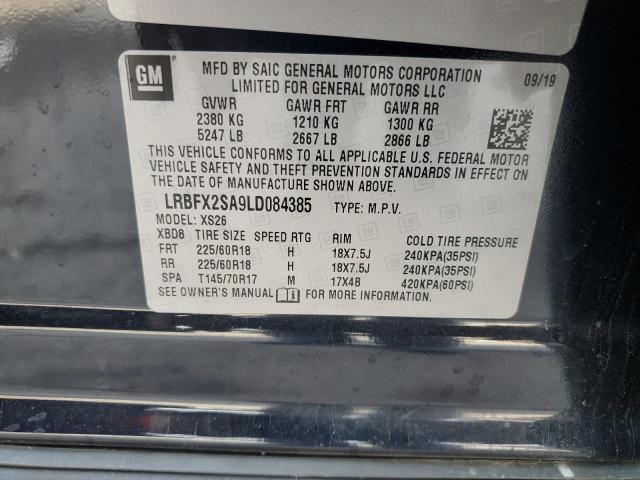 GM
MFD BY SAIC GENERAL MOTORS CORPORATION 09/19
LIMITED FOR GENERAL MOTORS LLC
GVWR GAWR FRT GAWR RR
2380 KG 1210 KG 1300 KG
5247 LB 2667 LB 2866 LB
THIS VEHICLE CONFORMS TO ALL APPLICABLE U.S. FEDERAL MOTOR
VEHICLE SAFETY AND THEFT PREVENTION STANDARDS IN EFFECT ON
THE DATE OF MANUFACTURE SHOWN ABOVE.
LRBFX2SA9LD084385 TYPE: M.P.V.
MODEL: XS26
XBD8 TIRE SIZE SPEED RTG RIM COLD TIRE PRESSURE
FRT 225/60R18 H 18X7.5J 240KPA(35PSI)
RR 225/60R18 H 18X7.5J 240KPA(35PSI)
SPA T145/70R17 M 17X4B 420KPA(60PSI)
SEE OWNER'S MANUAL FOR MORE INFORMATION.